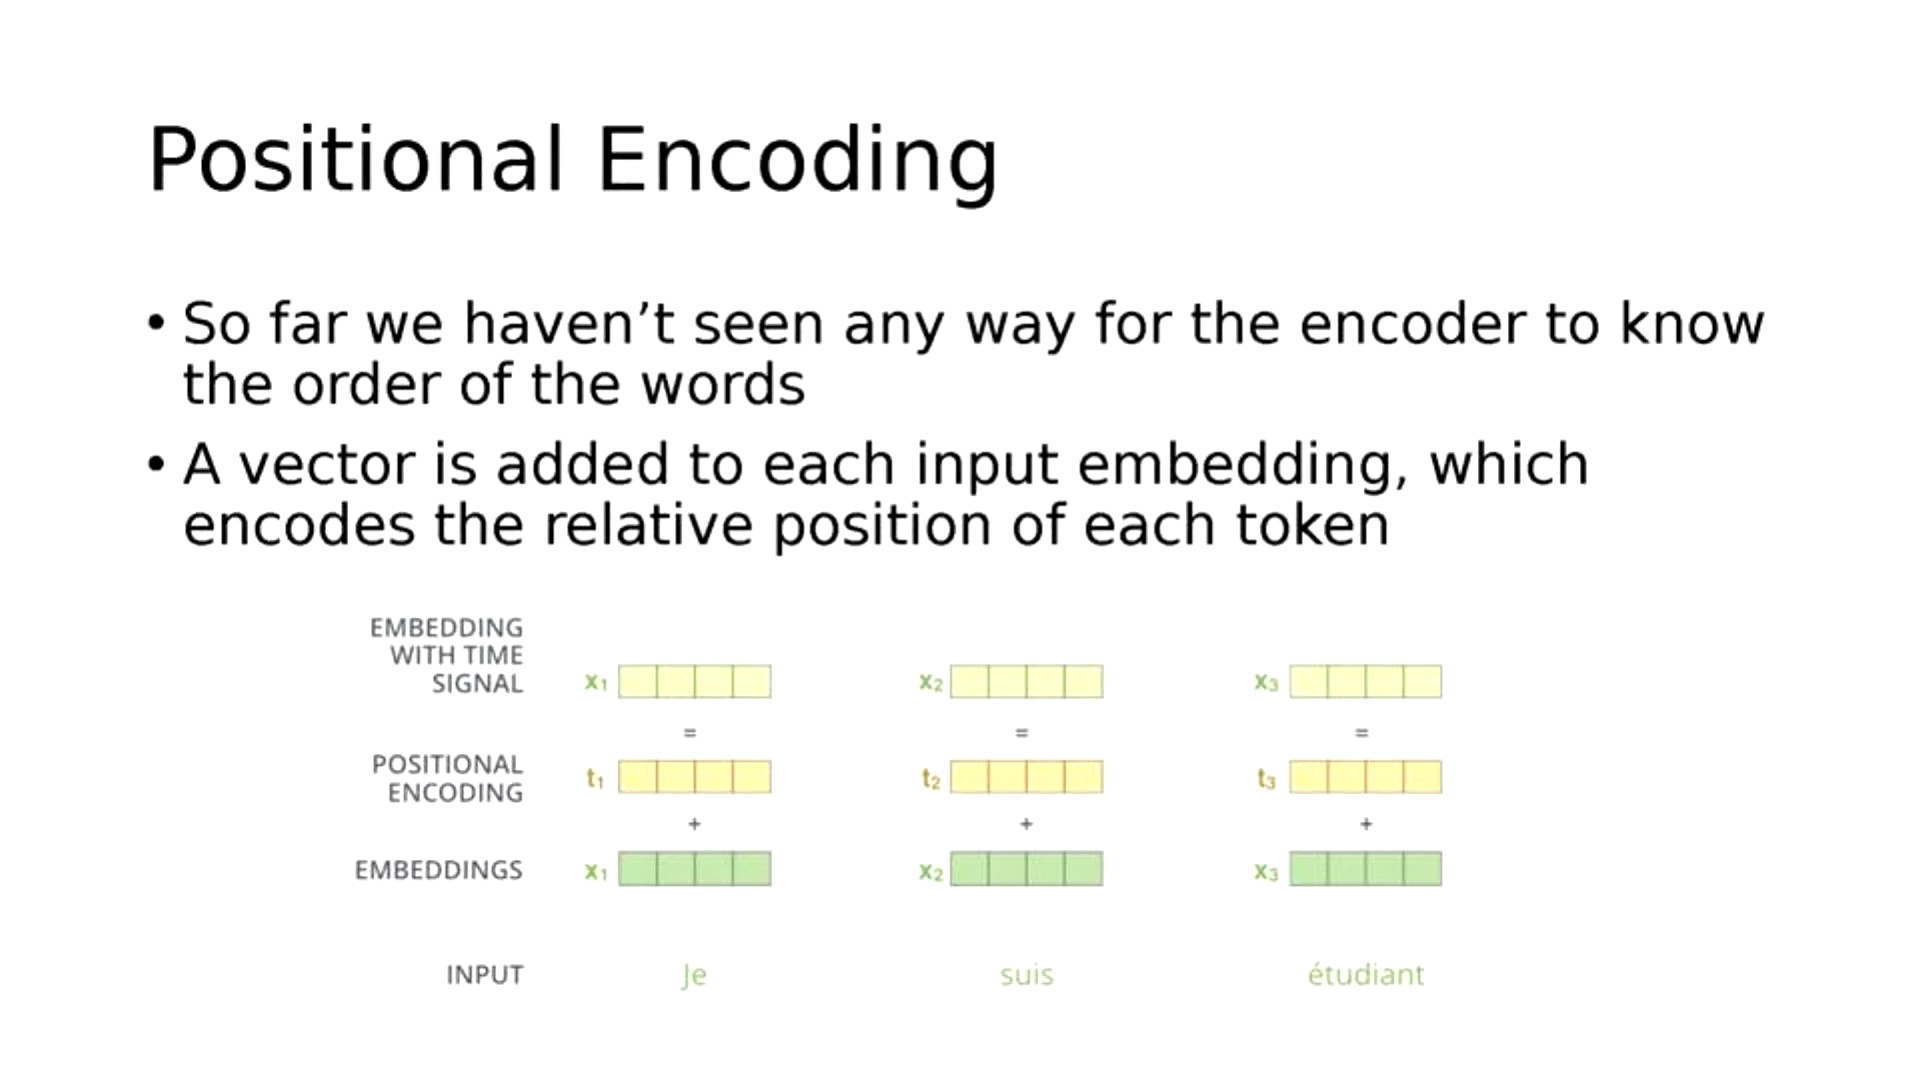 Positional Encoding
• So far we haven’t seen any way for the encoder to know
the order of the words
• A vector is added to each input embedding, which
encodes the relative position of each token
EMBEDDING
WITH TIME
SIGNAL
x₁ x₂ x₃
= = =
POSITIONAL
ENCODING
t₁ t₂ t₃
+ + +
EMBEDDINGS x₁ x₂ x₃
INPUT Je suis étudiant